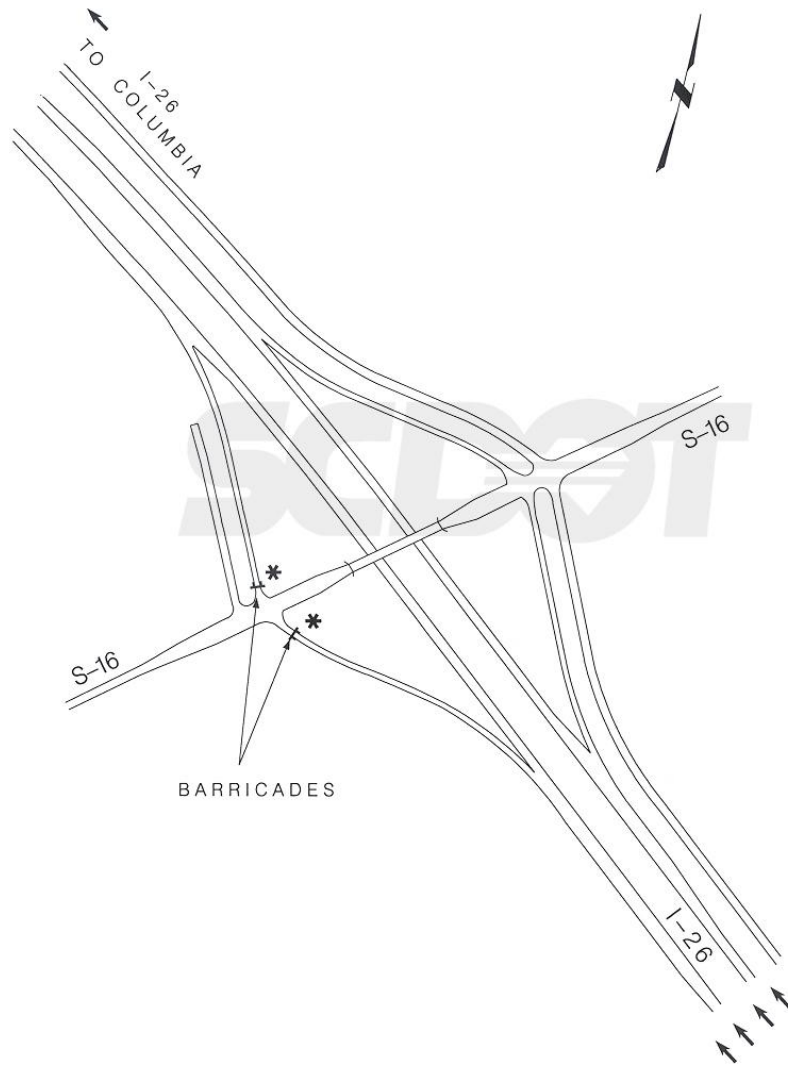 TO COLUMBIA
I-26
N
SCDOT
S-16
* 
*
S-16
BARRICADES
I-26